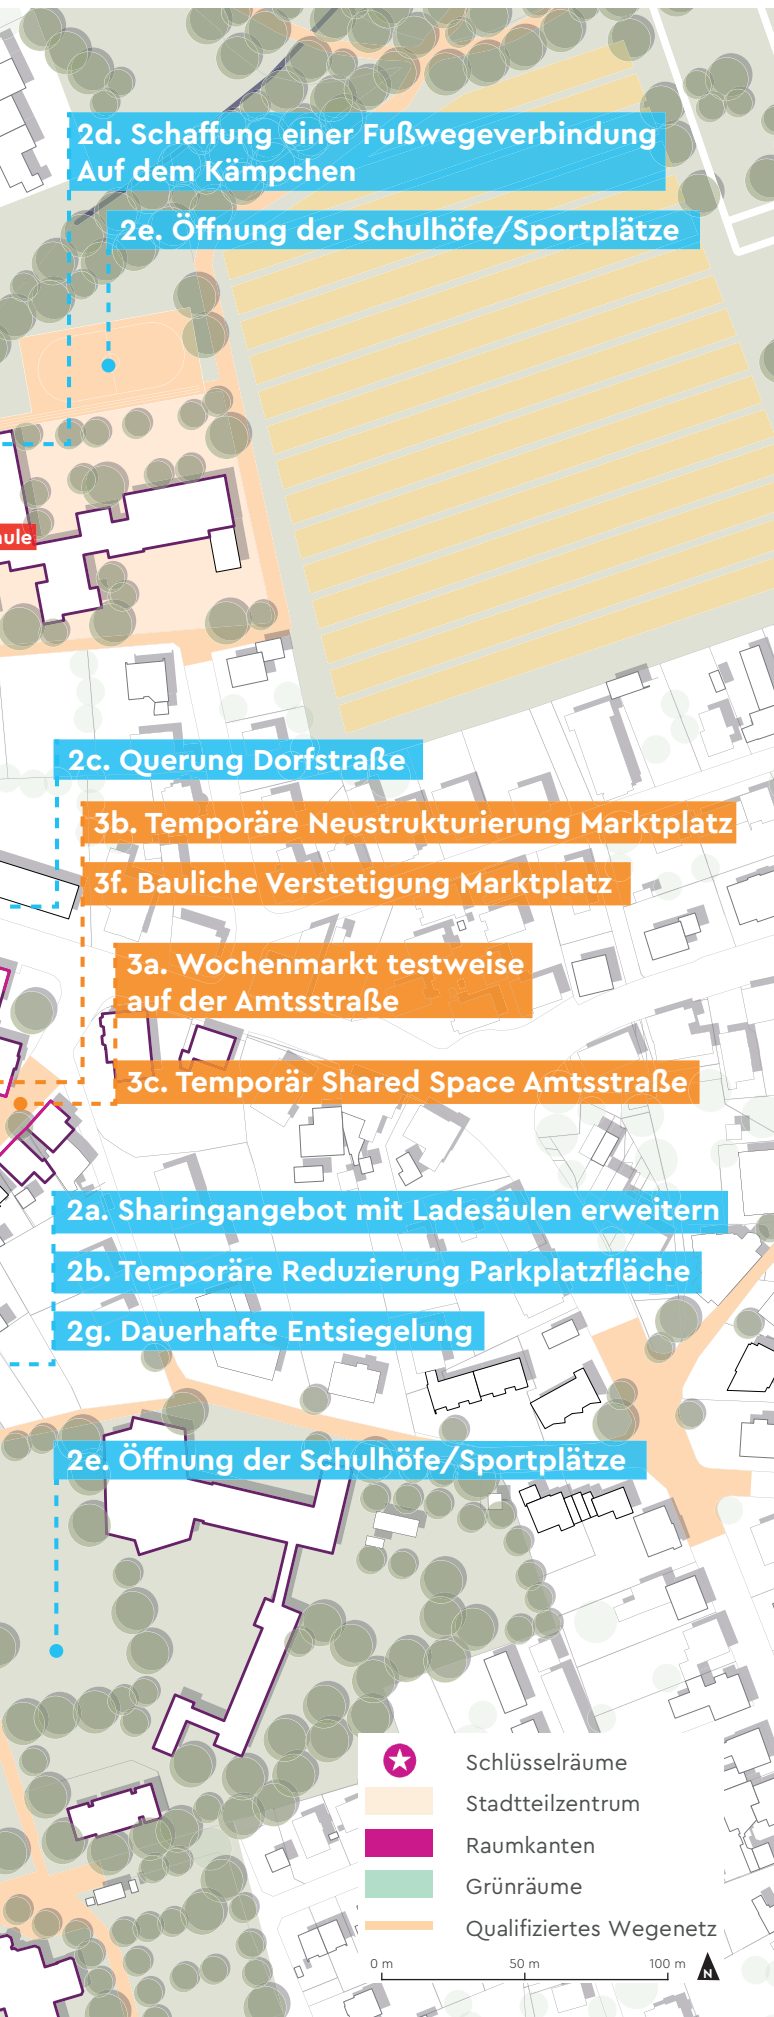 2d. Schaffung einer Fußwegeverbindung
Auf dem Kämpchen
2e. Öffnung der Schulhöfe/Sportplätze
ule
2c. Querung Dorfstraße
3b. Temporäre Neustrukturierung Marktplatz
3f. Bauliche Verstetigung Marktplatz
3a. Wochenmarkt testweise
auf der Amtsstraße
3c. Temporär Shared Space Amtsstraße
2a. Sharingangebot mit Ladesäulen erweitern
2b. Temporäre Reduzierung Parkplatzfläche
2g. Dauerhafte Entsiegelung
2e. Öffnung der Schulhöfe/Sportplätze
Schlüsselräume
Stadtteilzentrum
Raumkanten
Grünräume
Qualifiziertes Wegenetz
0 m 50 m 100 m N